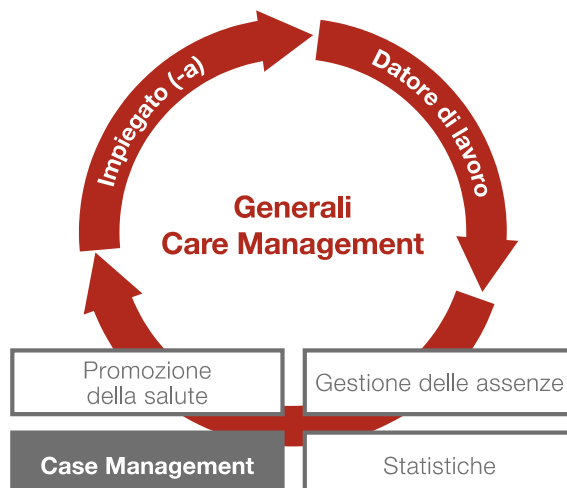 Impiegato (-a)
Datore di lavoro
Generali
Care Management
Promozione
della salute
Gestione delle assenze
Case Management
Statistiche